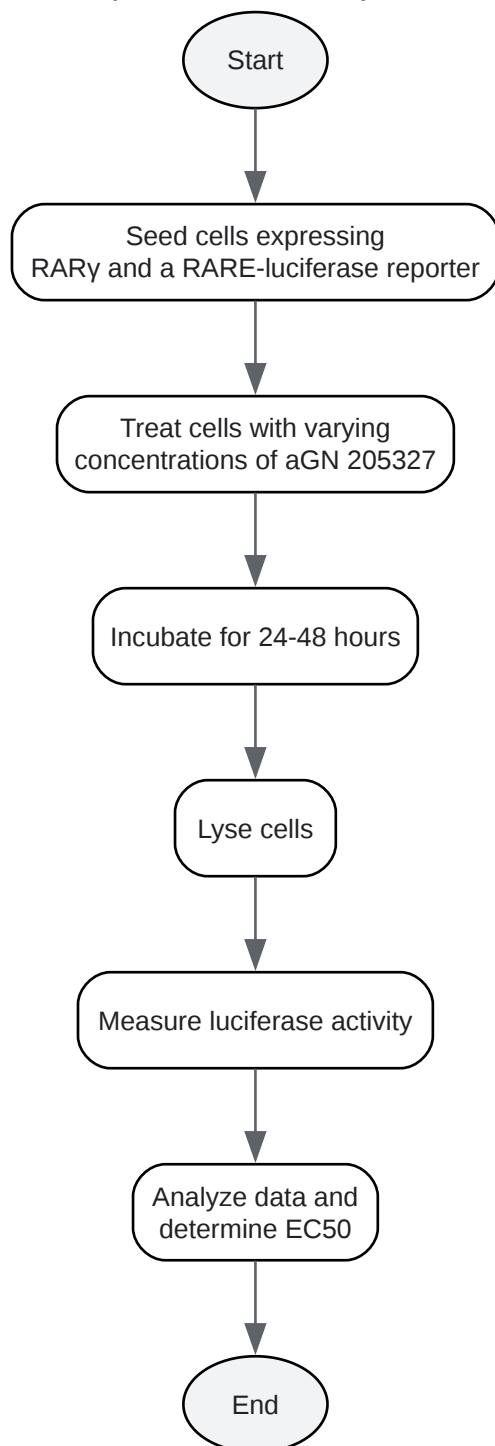 Start
Seed cells expressing
RARγ and a RARE-luciferase reporter
Treat cells with varying
concentrations of aGN 205327
Incubate for 24-48 hours
Lyse cells
Measure luciferase activity
Analyze data and
determine EC50
End